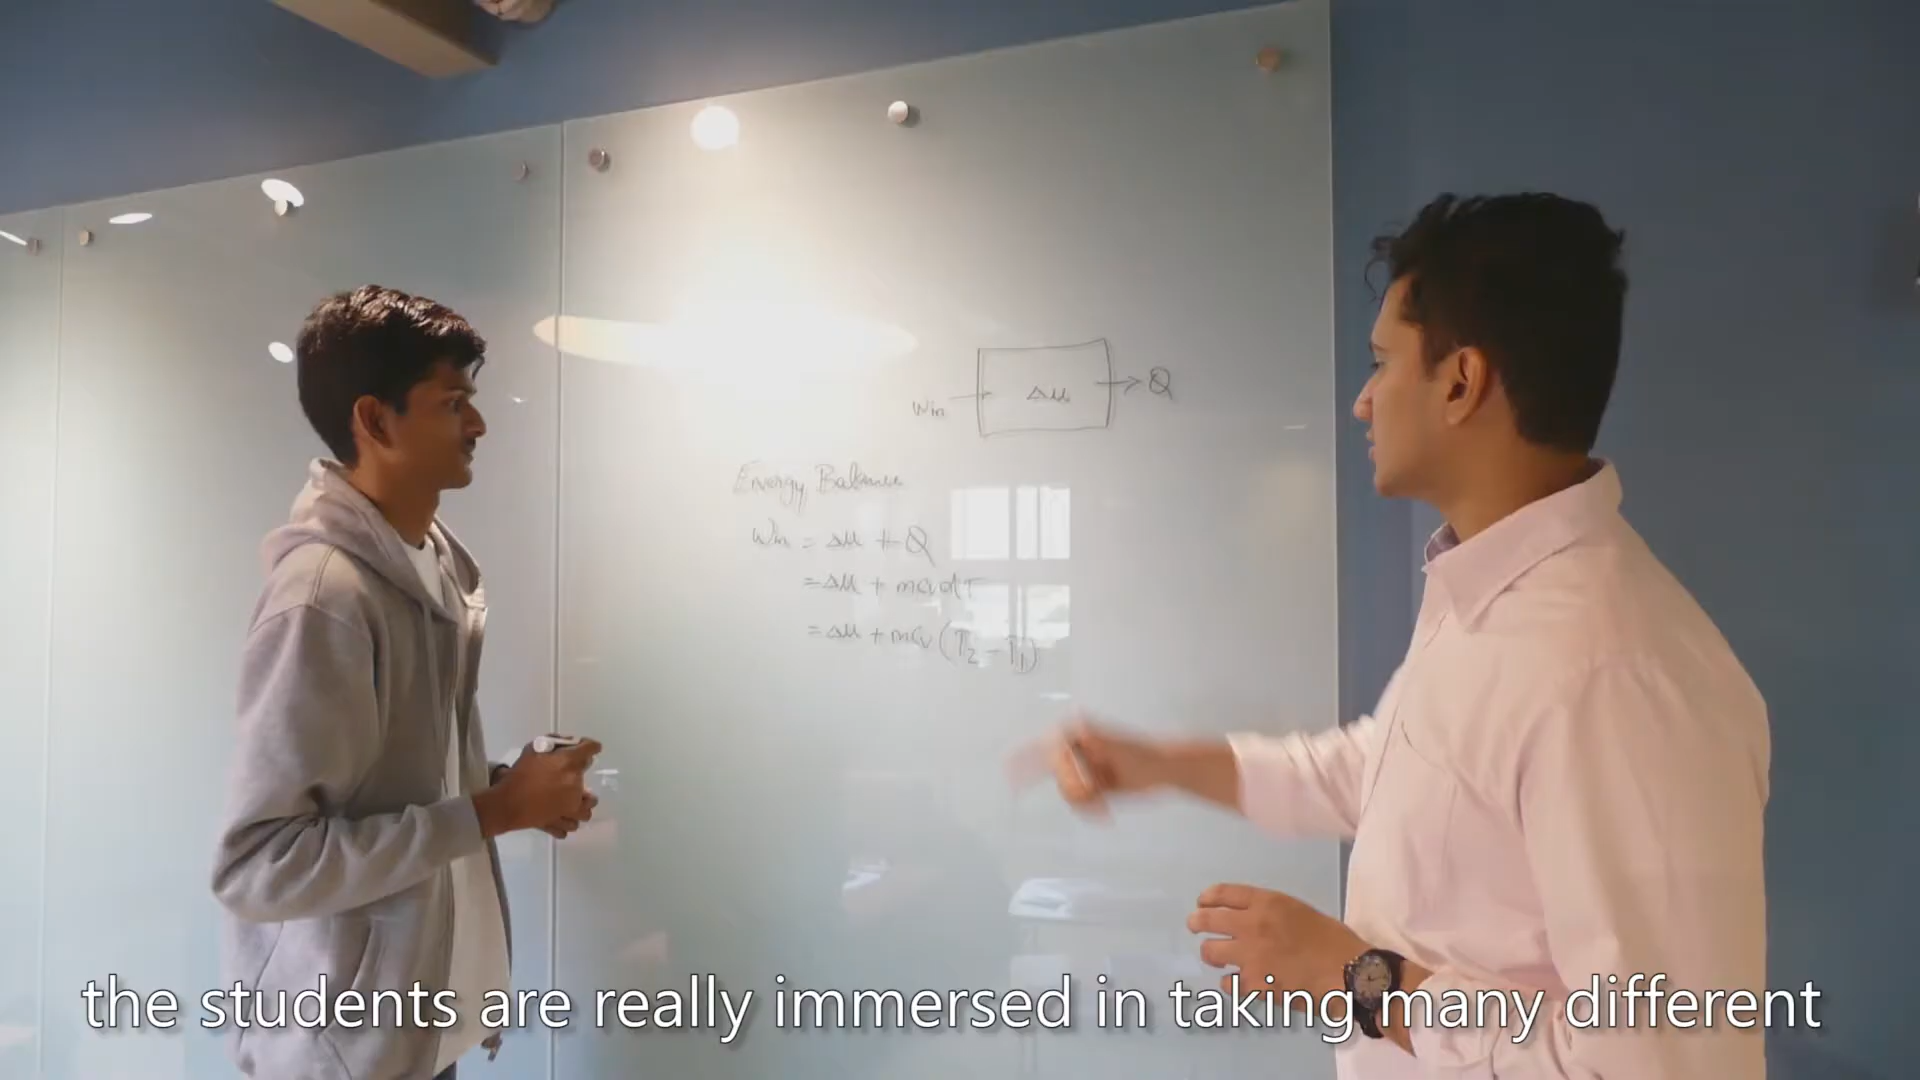 Win → ΔU → Q
Energy Balance
Win = ΔU + Q
= ΔU + mCvdT
= ΔU + mCv (T2 - T1)
the students are really immersed in taking many different